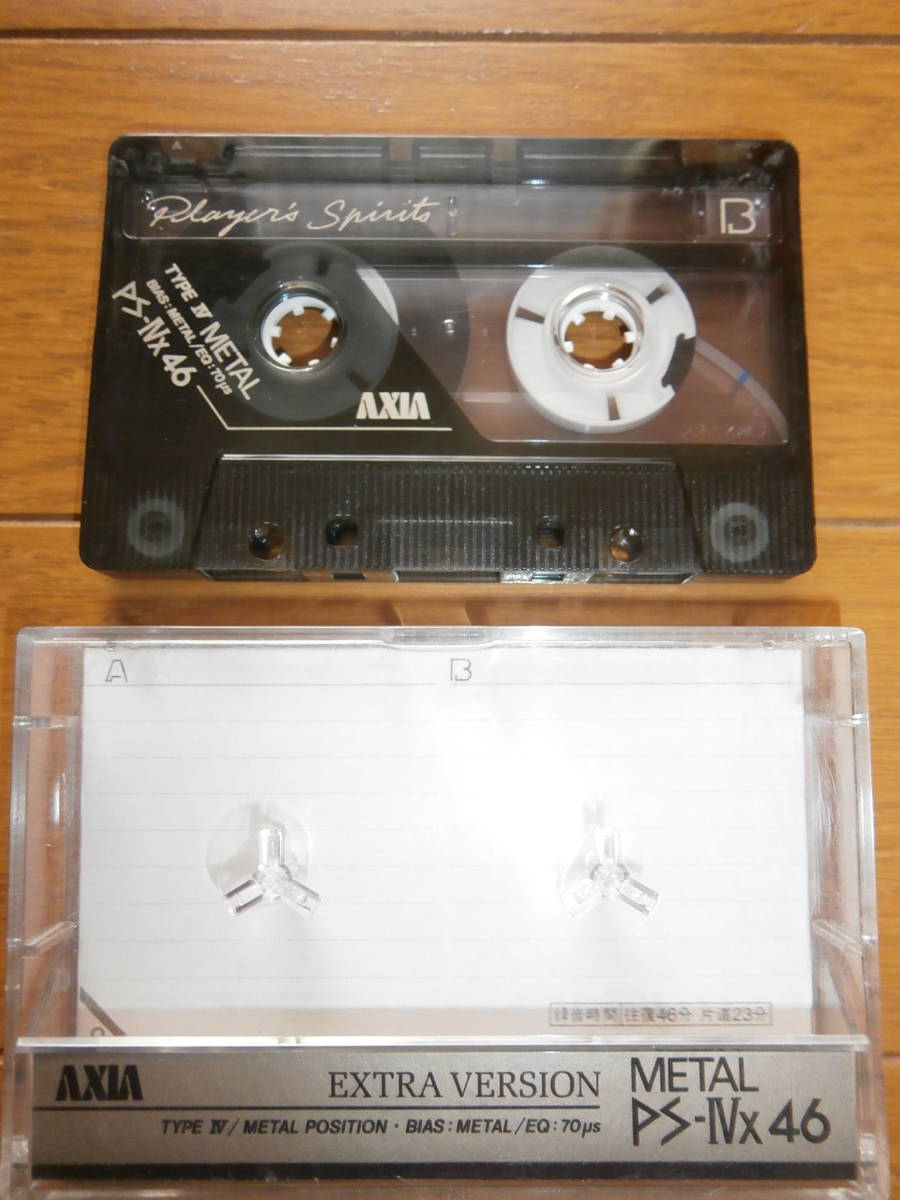 Player's Spirits
B
TYPE IV METAL
BIAS:METAL/EQ:70µs
PS-IVx 46
AXIA
A
B
録音時間 往復46分 片道23分
AXIA
EXTRA VERSION
METAL
TYPE IV/METAL POSITION・BIAS:METAL/EQ:70µs
PS-IVx 46